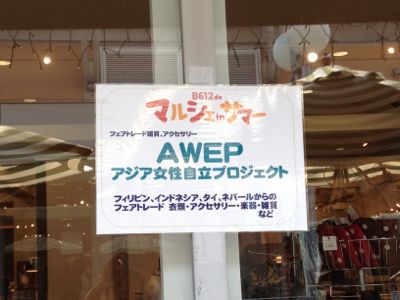 B612de
マルシェinサマー
フェアトレード雑貨、アクセサリー
AWEP
アジア女性自立プロジェクト
フィリピン、インドネシア、タイ、ネパールからの
フェアトレード 衣類・アクセサリー・楽器・雑貨
など